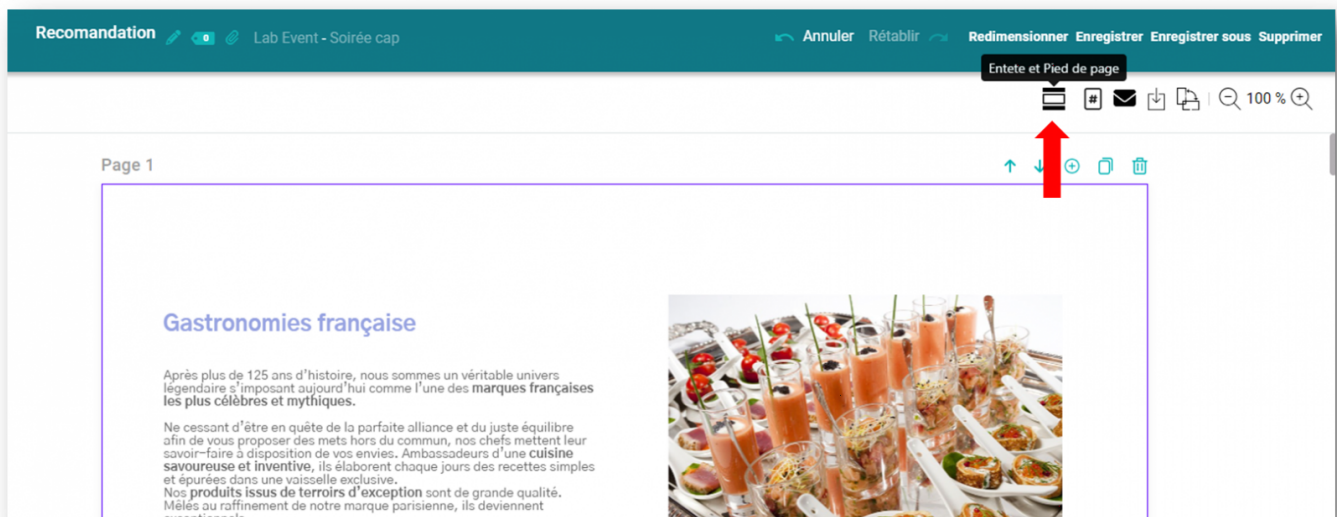 Recomandation 0 Lab Event - Soirée cap Annuler Rétablir Redimensionner Enregistrer Enregistrer sous Supprimer
Entete et Pied de page
# 100 %
Page 1
Gastronomies française
Après plus de 125 ans d'histoire, nous sommes un véritable univers
légendaire s'imposant aujourd'hui comme l'une des marques françaises
les plus célèbres et mythiques.
Ne cessant d'être en quête de la parfaite alliance et du juste équilibre
afin de vous proposer des mets hors du commun, nos chefs mettent leur
savoir-faire à disposition de vos envies. Ambassadeurs d'une cuisine
savoureuse et inventive, ils élaborent chaque jours des recettes simples
et épurées dans une vaisselle exclusive.
Nos produits issus de terroirs d'exception sont de grande qualité.
Mêlés au raffinement de notre marque parisienne, ils deviennent